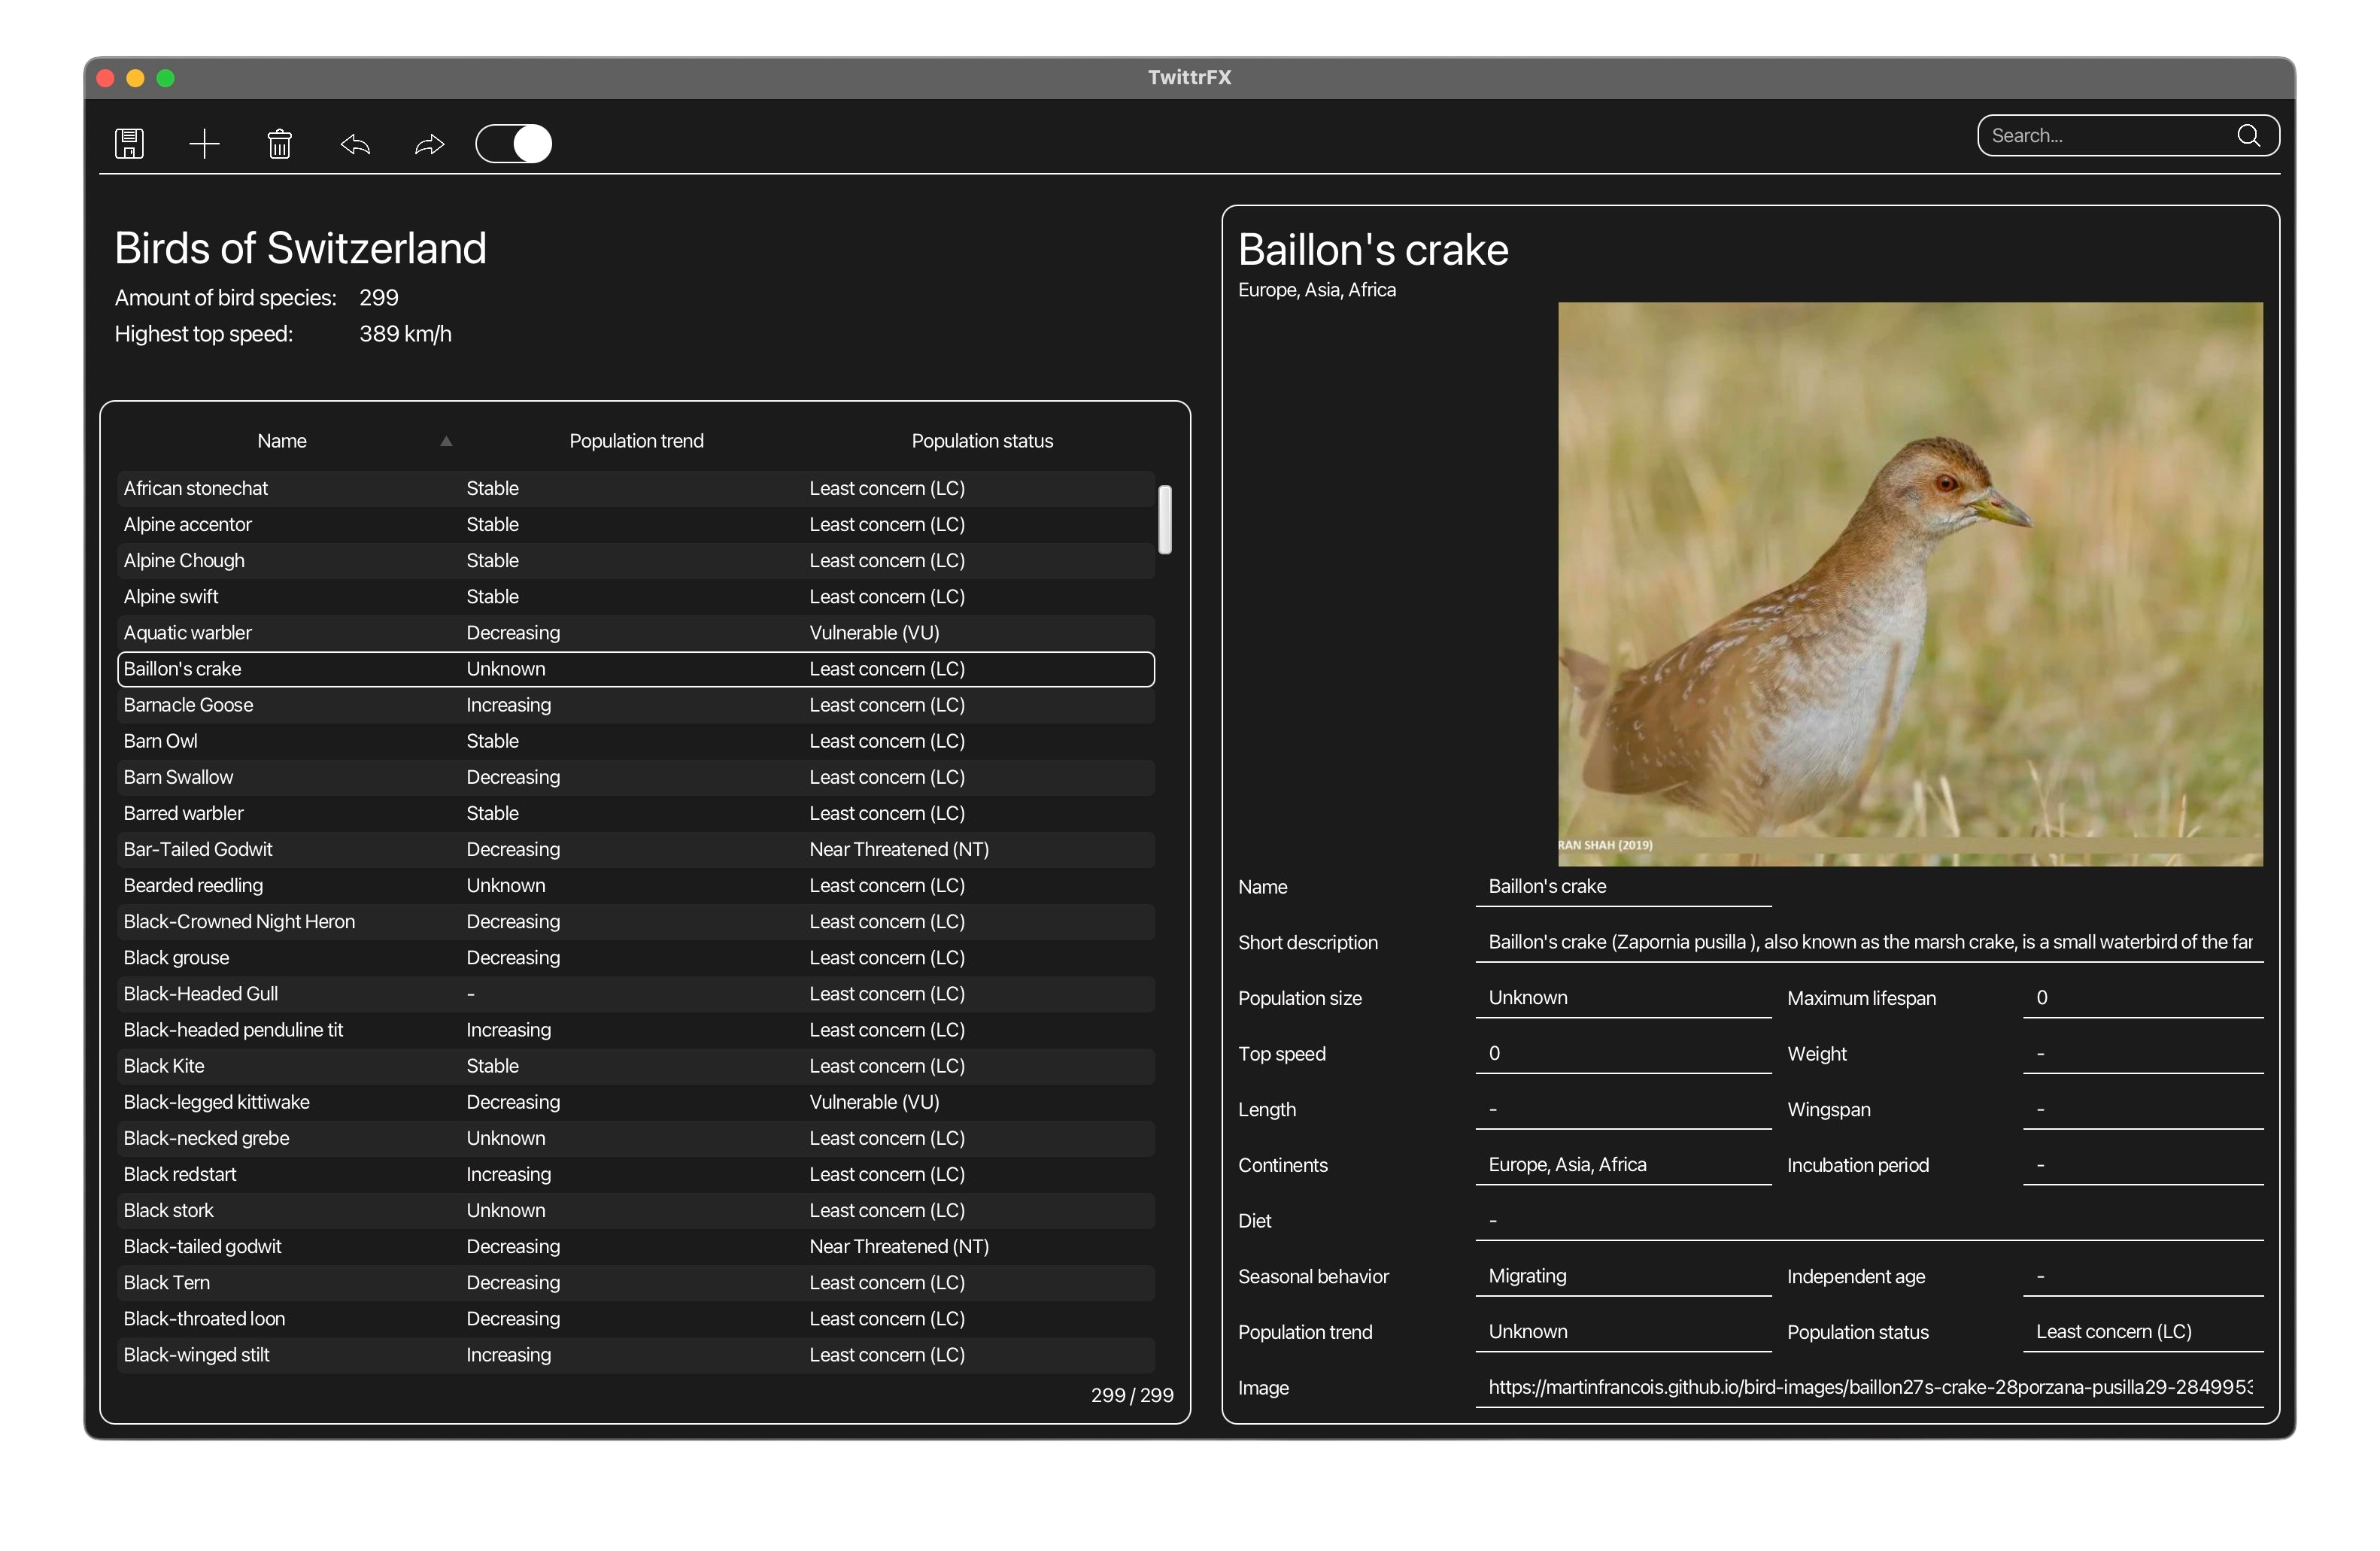 TwittrFX
Search...
Birds of Switzerland
Amount of bird species: 299
Highest top speed: 389 km/h
Name Population trend Population status
African stonechat Stable Least concern (LC)
Alpine accentor Stable Least concern (LC)
Alpine Chough Stable Least concern (LC)
Alpine swift Stable Least concern (LC)
Aquatic warbler Decreasing Vulnerable (VU)
Baillon's crake Unknown Least concern (LC)
Barnacle Goose Increasing Least concern (LC)
Barn Owl Stable Least concern (LC)
Barn Swallow Decreasing Least concern (LC)
Barred warbler Stable Least concern (LC)
Bar-Tailed Godwit Decreasing Near Threatened (NT)
Bearded reedling Unknown Least concern (LC)
Black-Crowned Night Heron Decreasing Least concern (LC)
Black grouse Decreasing Least concern (LC)
Black-Headed Gull - Least concern (LC)
Black-headed penduline tit Increasing Least concern (LC)
Black Kite Stable Least concern (LC)
Black-legged kittiwake Decreasing Vulnerable (VU)
Black-necked grebe Unknown Least concern (LC)
Black redstart Increasing Least concern (LC)
Black stork Unknown Least concern (LC)
Black-tailed godwit Decreasing Near Threatened (NT)
Black Tern Decreasing Least concern (LC)
Black-throated loon Decreasing Least concern (LC)
Black-winged stilt Increasing Least concern (LC)
299 / 299
Baillon's crake
Europe, Asia, Africa
RAN SHAH (2019)
Name Baillon's crake
Short description Baillon's crake (Zapornia pusilla ), also known as the marsh crake, is a small waterbird of the far
Population size Unknown Maximum lifespan 0
Top speed 0 Weight -
Length - Wingspan -
Continents Europe, Asia, Africa Incubation period -
Diet -
Seasonal behavior Migrating Independent age -
Population trend Unknown Population status Least concern (LC)
Image https://martinfrancois.github.io/bird-images/baillon27s-crake-28porzana-pusilla29-2849953